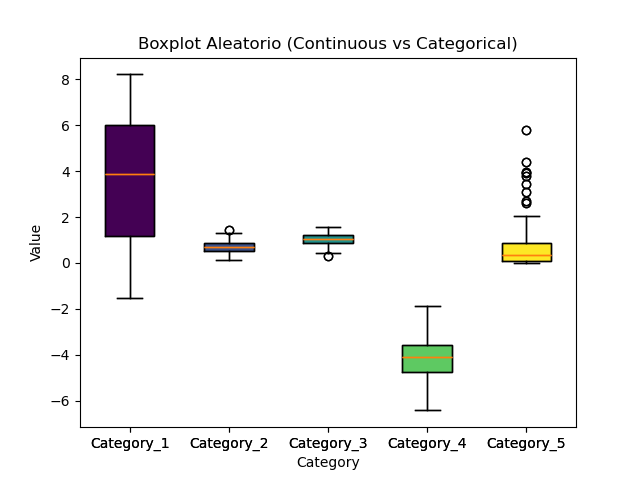 Boxplot Aleatorio (Continuous vs Categorical)
Value
8
6
4
2
0
−2
−4
−6
Category_1 Category_2 Category_3 Category_4 Category_5
Category